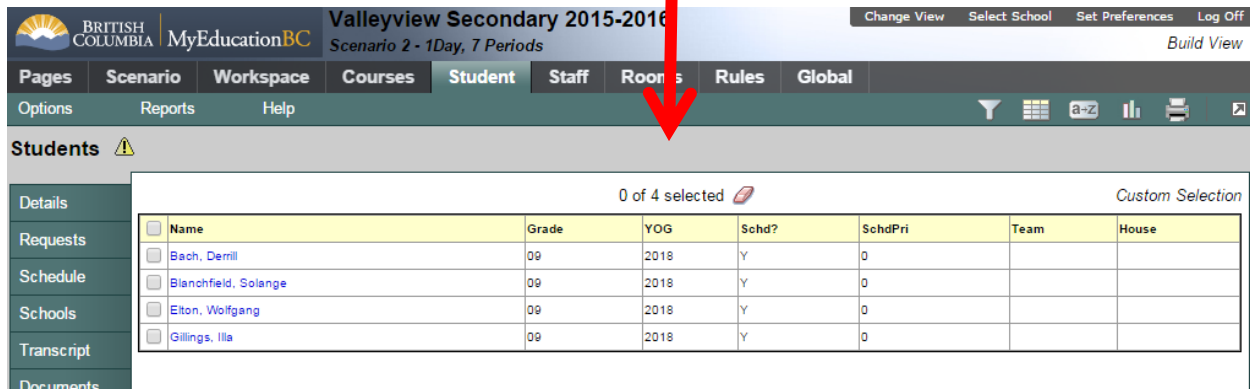 BRITISH COLUMBIA MyEducationBC
Valleyview Secondary 2015-2016
Scenario 2 - 1Day, 7 Periods
Change View Select School Set Preferences Log Off
Build View
Pages Scenario Workspace Courses Student Staff Rooms Rules Global
Options Reports Help
a-Z
Students
Details
Requests
Schedule
Schools
Transcript
Documents
0 of 4 selected
Custom Selection
Name Grade YOG Schd? SchdPri Team House
Bach, Derrill 09 2018 Y 0
Blanchfield, Solange 09 2018 Y 0
Elton, Wolfgang 09 2018 Y 0
Gillings, Illa 09 2018 Y 0